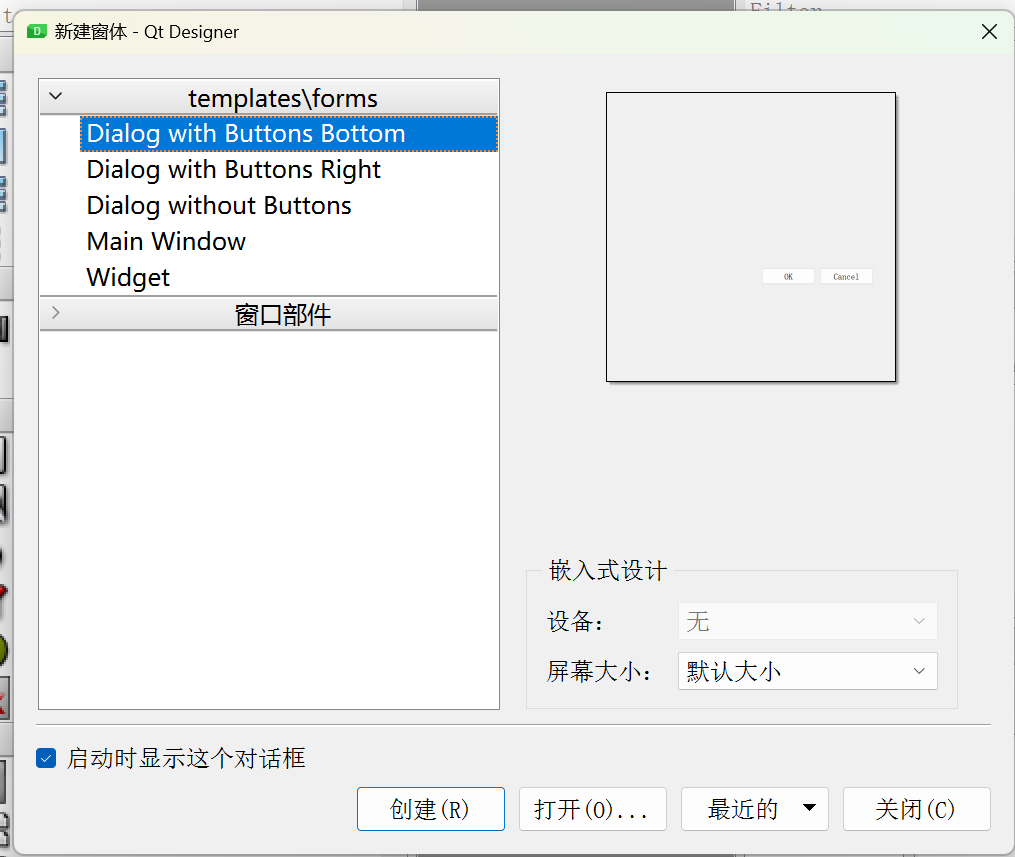 Filter
新建窗体 - Qt Designer
templates\forms
Dialog with Buttons Bottom
Dialog with Buttons Right
Dialog without Buttons
Main Window
Widget
窗口部件
OK
Cancel
嵌入式设计
设备：
无
屏幕大小：
默认大小
启动时显示这个对话框
创建(R)
打开(O)...
最近的
关闭(C)